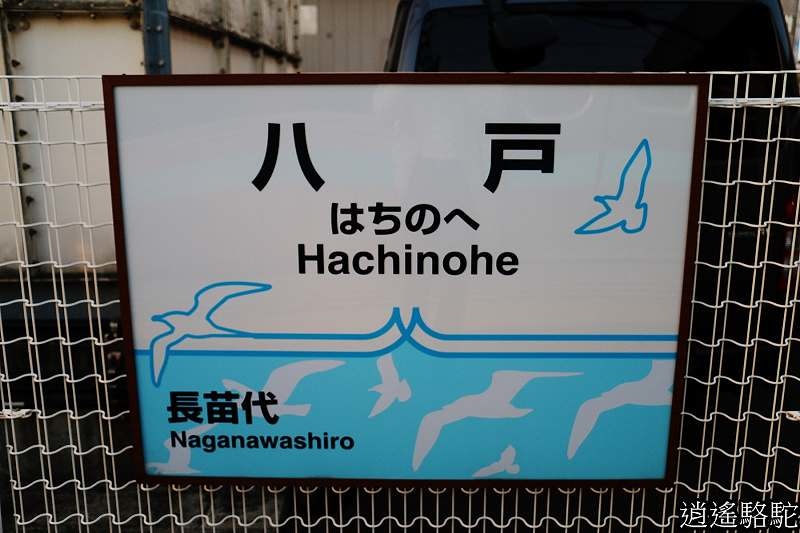 八戸
はちのへ
Hachinohe
長苗代
Naganawashiro
逍遙駱駝